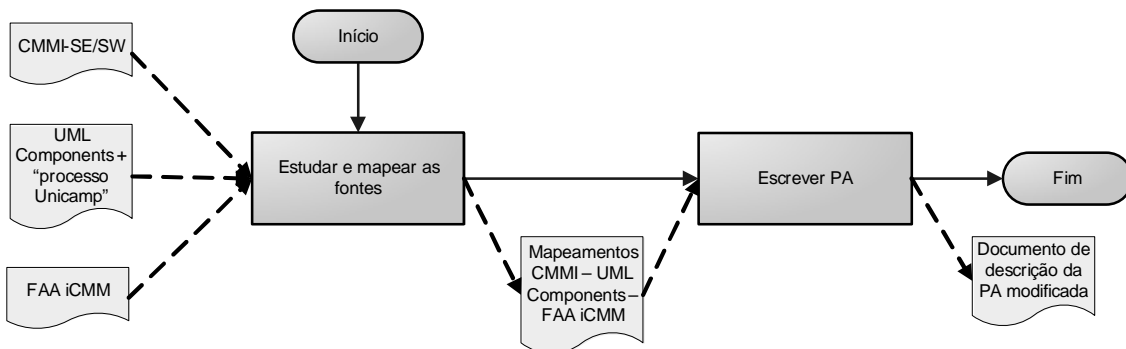 CMMI-SE/SW
Início
UML
Components +
“processo
Unicamp”
Estudar e mapear as
fontes
Escrever PA
Fim
FAA iCMM
Mapeamentos
CMMI – UML
Components –
FAA iCMM
Documento de
descrição da
PA modificada